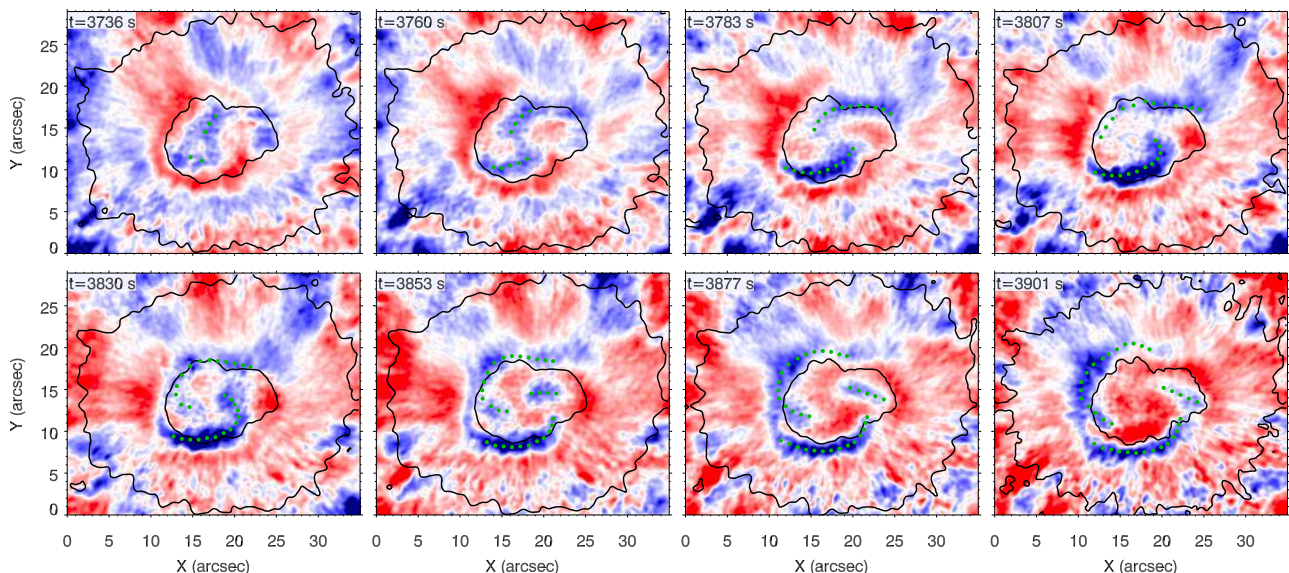 t=3736 s
t=3760 s
t=3783 s
t=3807 s
25
20
15
10
5
0
Y (arcsec)
t=3830 s
t=3853 s
t=3877 s
t=3901 s
25
20
15
10
5
0
Y (arcsec)
0 5 10 15 20 25 30
0 5 10 15 20 25 30
0 5 10 15 20 25 30
0 5 10 15 20 25 30
X (arcsec)
X (arcsec)
X (arcsec)
X (arcsec)